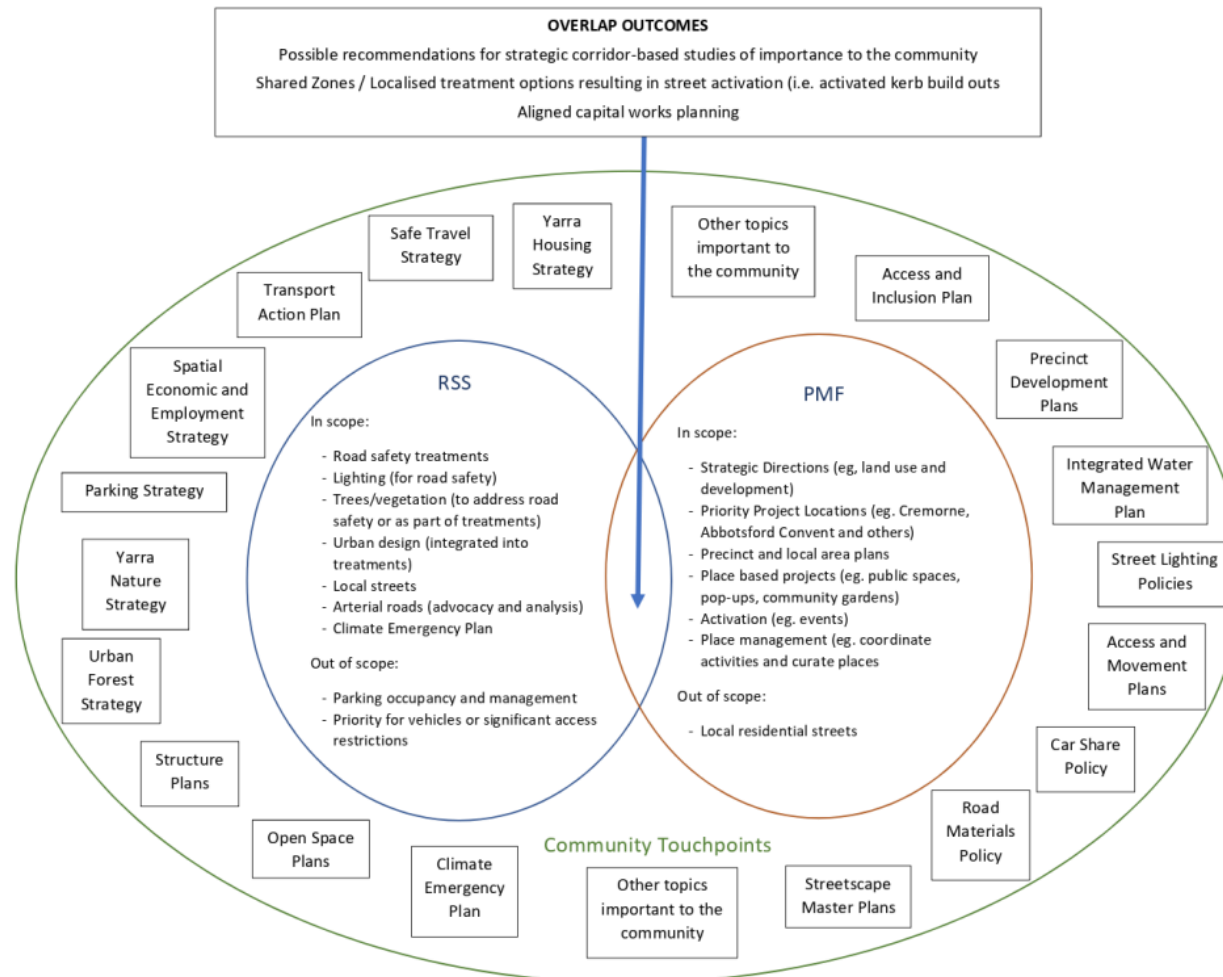 OVERLAP OUTCOMES
Possible recommendations for strategic corridor-based studies of importance to the community
Shared Zones / Localised treatment options resulting in street activation (i.e. activated kerb build outs
Aligned capital works planning
Safe Travel
Strategy
Yarra
Housing
Strategy
Other topics
important to
the community
Access and
Inclusion Plan
Transport
Action Plan
Spatial
Economic and
Employment
Strategy
Precinct
Development
Plans
Parking Strategy
Integrated Water
Management
Plan
Yarra
Nature
Strategy
Street Lighting
Policies
Urban
Forest
Strategy
Access and
Movement
Plans
Structure
Plans
Car Share
Policy
Open Space
Plans
Road
Materials
Policy
Climate
Emergency
Plan
Community Touchpoints
Other topics
important to the
community
Streetscape
Master Plans
RSS
In scope:
- Road safety treatments
- Lighting (for road safety)
- Trees/vegetation (to address road
safety or as part of treatments)
- Urban design (integrated into
treatments)
- Local streets
- Arterial roads (advocacy and analysis)
- Climate Emergency Plan
Out of scope:
- Parking occupancy and management
- Priority for vehicles or significant access
restrictions
PMF
In scope:
- Strategic Directions (eg, land use and
development)
- Priority Project Locations (eg. Cremorne,
Abbotsford Convent and others)
- Precinct and local area plans
- Place based projects (eg. public spaces,
pop-ups, community gardens)
- Activation (eg. events)
- Place management (eg. coordinate
activities and curate places
Out of scope:
- Local residential streets